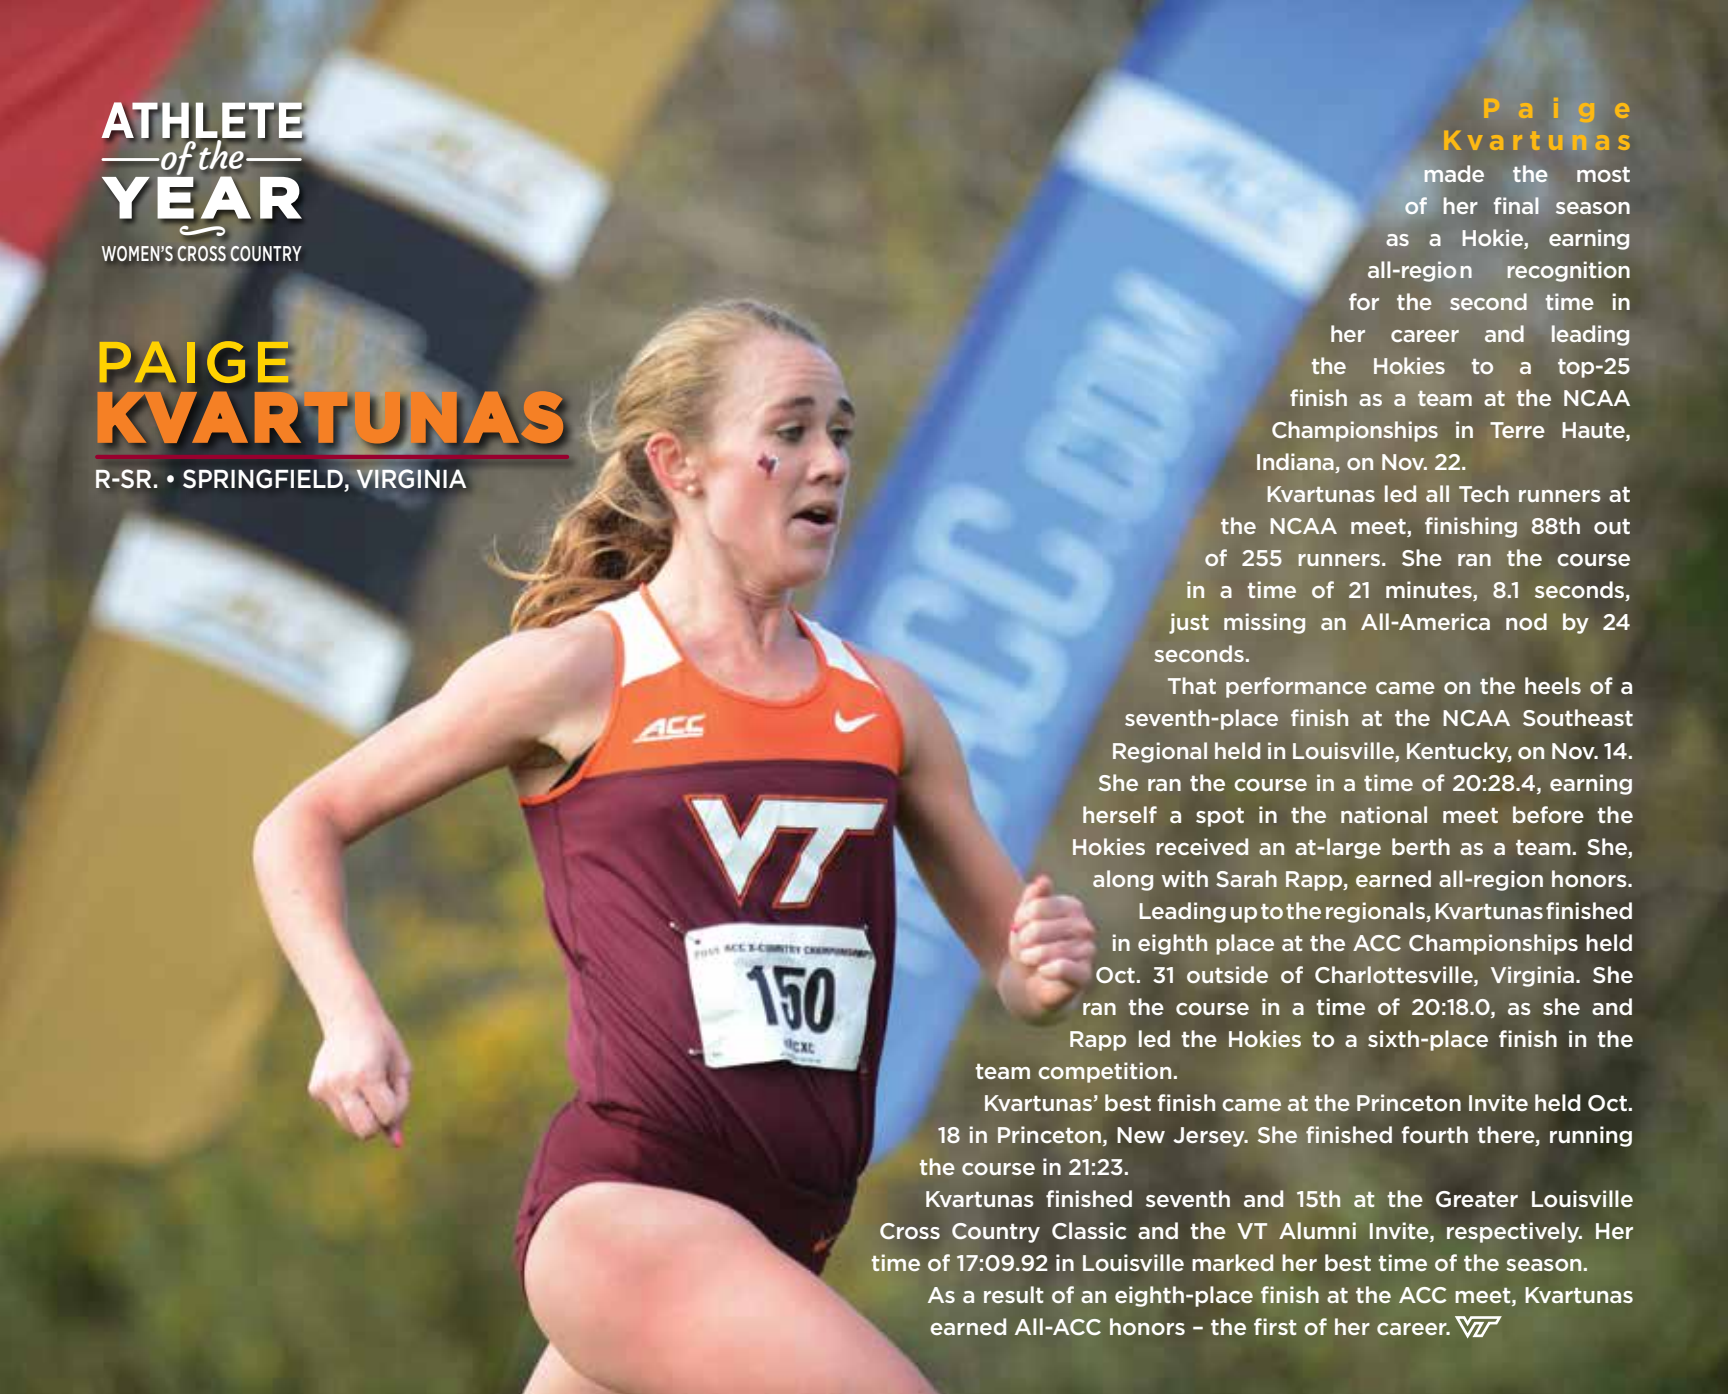 ATHLETE
of the
YEAR
WOMEN'S CROSS COUNTRY
PAIGE
KVARTUNAS
R-SR. • SPRINGFIELD, VIRGINIA
Paige
Kvartunas
made the most
of her final season
as a Hokie, earning
all-region recognition
for the second time in
her career and leading
the Hokies to a top-25
finish as a team at the NCAA
Championships in Terre Haute,
Indiana, on Nov. 22.
Kvartunas led all Tech runners at
the NCAA meet, finishing 88th out
of 255 runners. She ran the course
in a time of 21 minutes, 8.1 seconds,
just missing an All-America nod by 24
seconds.
That performance came on the heels of a
seventh-place finish at the NCAA Southeast
Regional held in Louisville, Kentucky, on Nov. 14.
She ran the course in a time of 20:28.4, earning
herself a spot in the national meet before the
Hokies received an at-large berth as a team. She,
along with Sarah Rapp, earned all-region honors.
Leading up to the regionals, Kvartunas finished
in eighth place at the ACC Championships held
Oct. 31 outside of Charlottesville, Virginia. She
ran the course in a time of 20:18.0, as she and
Rapp led the Hokies to a sixth-place finish in the
team competition.
Kvartunas' best finish came at the Princeton Invite held Oct.
18 in Princeton, New Jersey. She finished fourth there, running
the course in 21:23.
Kvartunas finished seventh and 15th at the Greater Louisville
Cross Country Classic and the VT Alumni Invite, respectively. Her
time of 17:09.92 in Louisville marked her best time of the season.
As a result of an eighth-place finish at the ACC meet, Kvartunas
earned All-ACC honors – the first of her career. VT
ACC.COM
ACC
VT
ACC X-COUNTRY CHAMPIONSHIPS
150